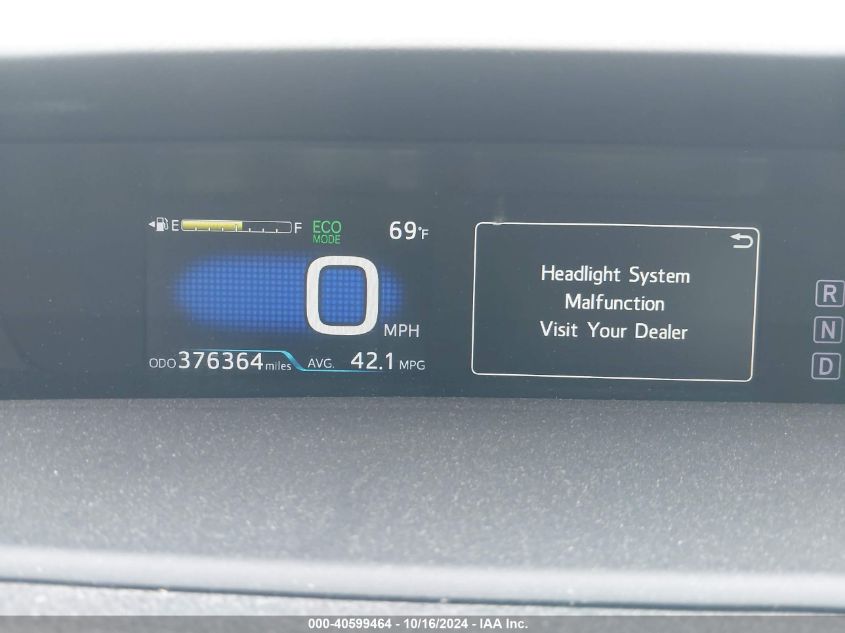 E F ECO MODE 69°F
0 MPH
ODO 376364 miles AVG. 42.1 MPG
Headlight System
Malfunction
Visit Your Dealer
R
N
D
000-40599464 - 10/16/2024 - IAA Inc.